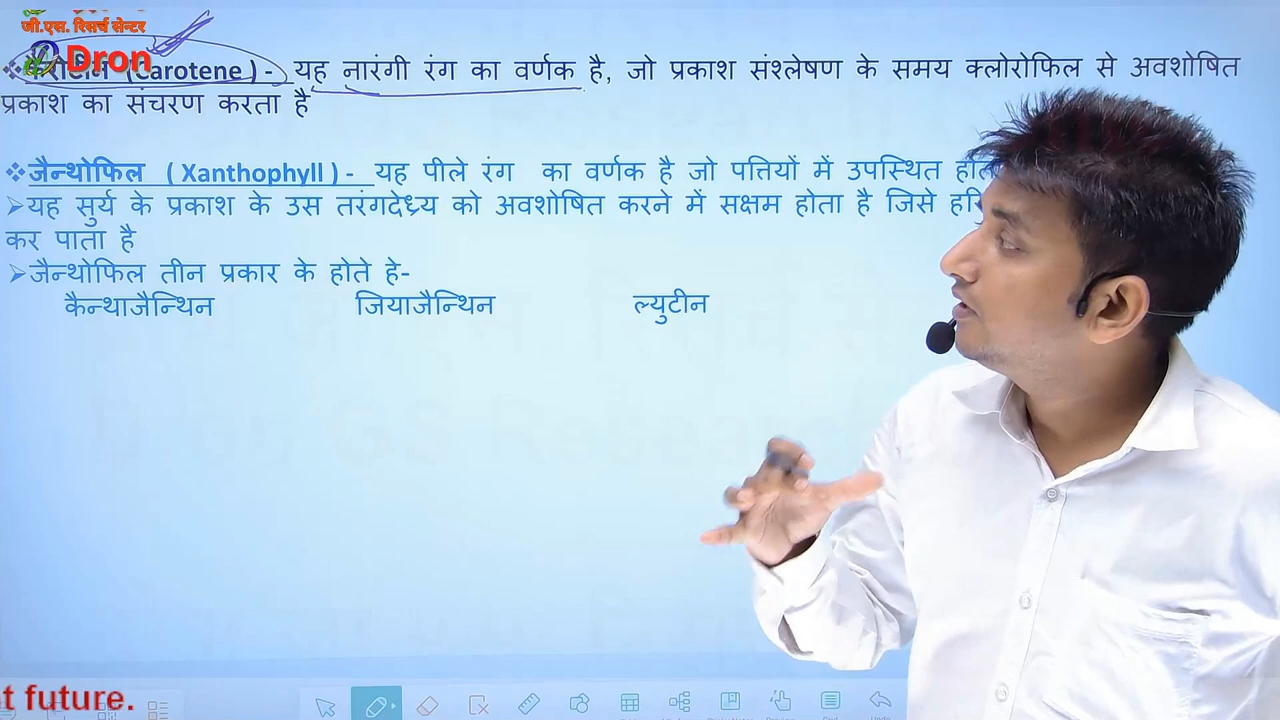 जी.एस. रिसर्च सेन्टर
Dron
(Carotene ) - यह नारंगी रंग का वर्णक है, जो प्रकाश संश्लेषण के समय क्लोरोफिल से अवशोषित
प्रकाश का संचरण करता है
❖जैन्थोफिल ( Xanthophyll ) - यह पीले रंग का वर्णक है जो पत्तियों में उपस्थित
➢यह सुर्य के प्रकाश के उस तरंगदैध्र्य को अवशोषित करने में सक्षम होता है जिसे
कर पाता है
➢जैन्थोफिल तीन प्रकार के होते हे-
कैन्थाजैन्थिन जियाजैन्थिन ल्युटीन
t future.